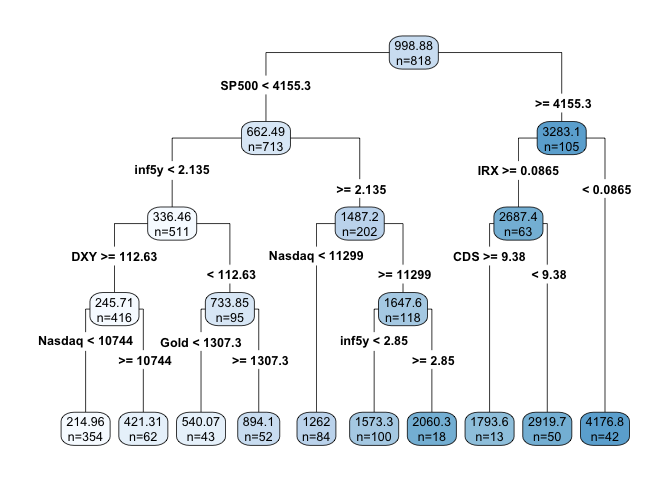 998.88
n=818
SP500 < 4155.3
>= 4155.3
662.49
n=713
3283.1
n=105
inf5y < 2.135
>= 2.135
IRX >= 0.0865
< 0.0865
336.46
n=511
1487.2
n=202
2687.4
n=63
DXY >= 112.63
< 112.63
Nasdaq < 11299
>= 11299
CDS >= 9.38
< 9.38
245.71
n=416
733.85
n=95
1647.6
n=118
Nasdaq < 10744
>= 10744
Gold < 1307.3
>= 1307.3
inf5y < 2.85
>= 2.85
214.96
n=354
421.31
n=62
540.07
n=43
894.1
n=52
1262
n=84
1573.3
n=100
2060.3
n=18
1793.6
n=13
2919.7
n=50
4176.8
n=42